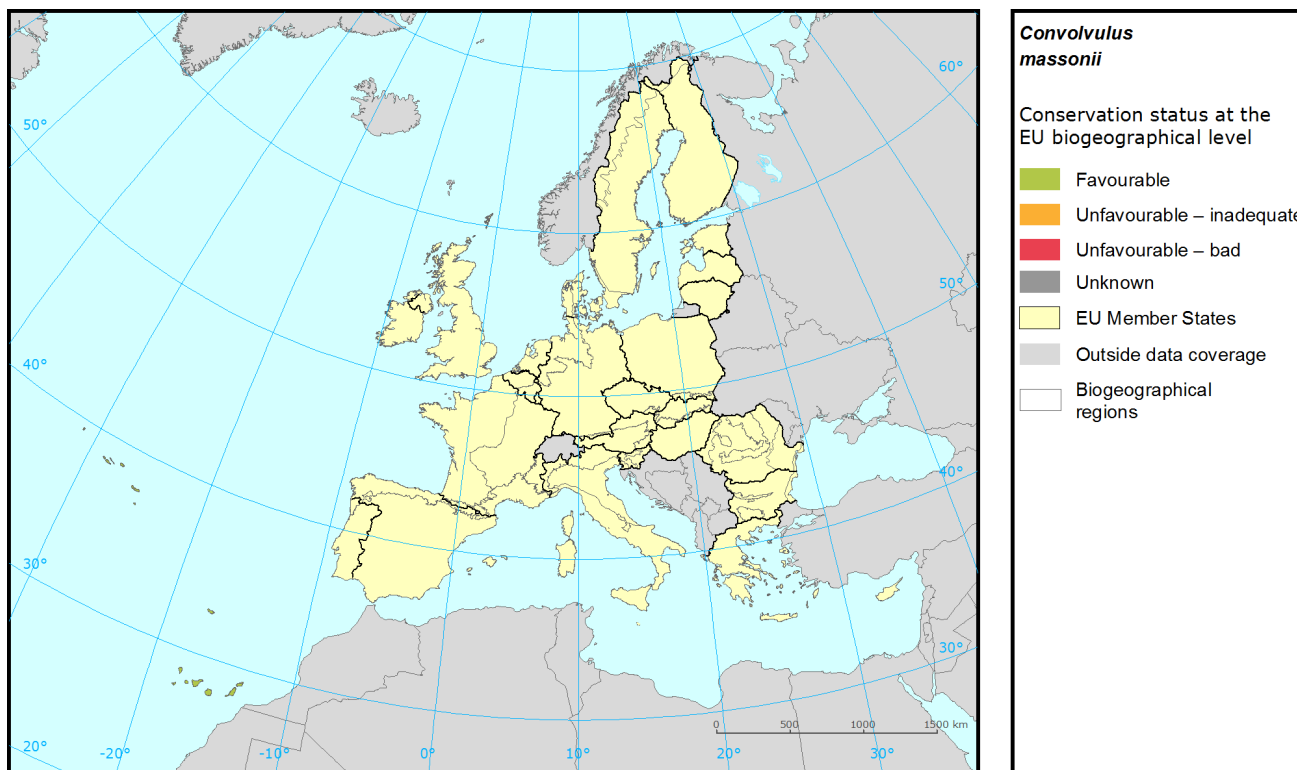 Convolvulus
massonii
Conservation status at the
EU biogeographical level
Favourable
Unfavourable – inadequate
Unfavourable – bad
Unknown
EU Member States
Outside data coverage
Biogeographical
regions
60°
50°
50°
40°
40°
30°
30°
0 500 1000 1500 km
20° -20° -10° 0° 10° 20° 30°